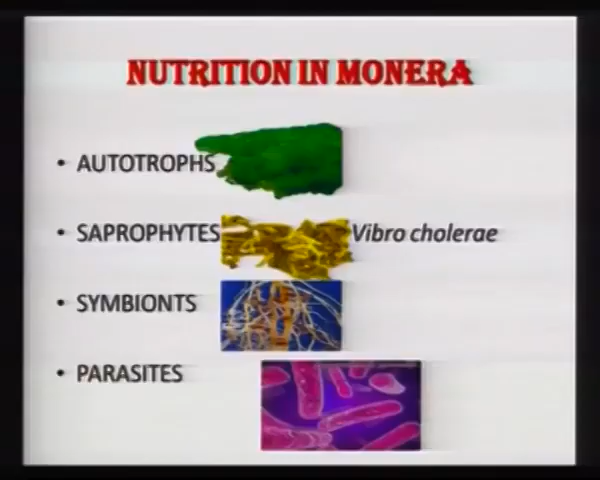 NUTRITION IN MONERA
• AUTOTROPHS
• SAPROPHYTES Vibro cholerae
• SYMBIONTS
• PARASITES